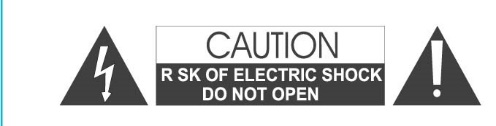 CAUTION
R SK OF ELECTRIC SHOCK
DO NOT OPEN